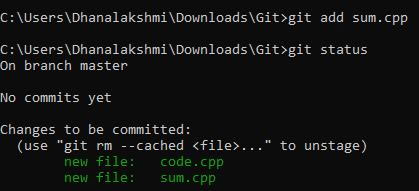 C:\Users\Dhanalakshmi\Downloads\Git>git add sum.cpp
C:\Users\Dhanalakshmi\Downloads\Git>git status
On branch master
No commits yet
Changes to be committed:
  (use "git rm --cached <file>..." to unstage)
        new file:   code.cpp
        new file:   sum.cpp